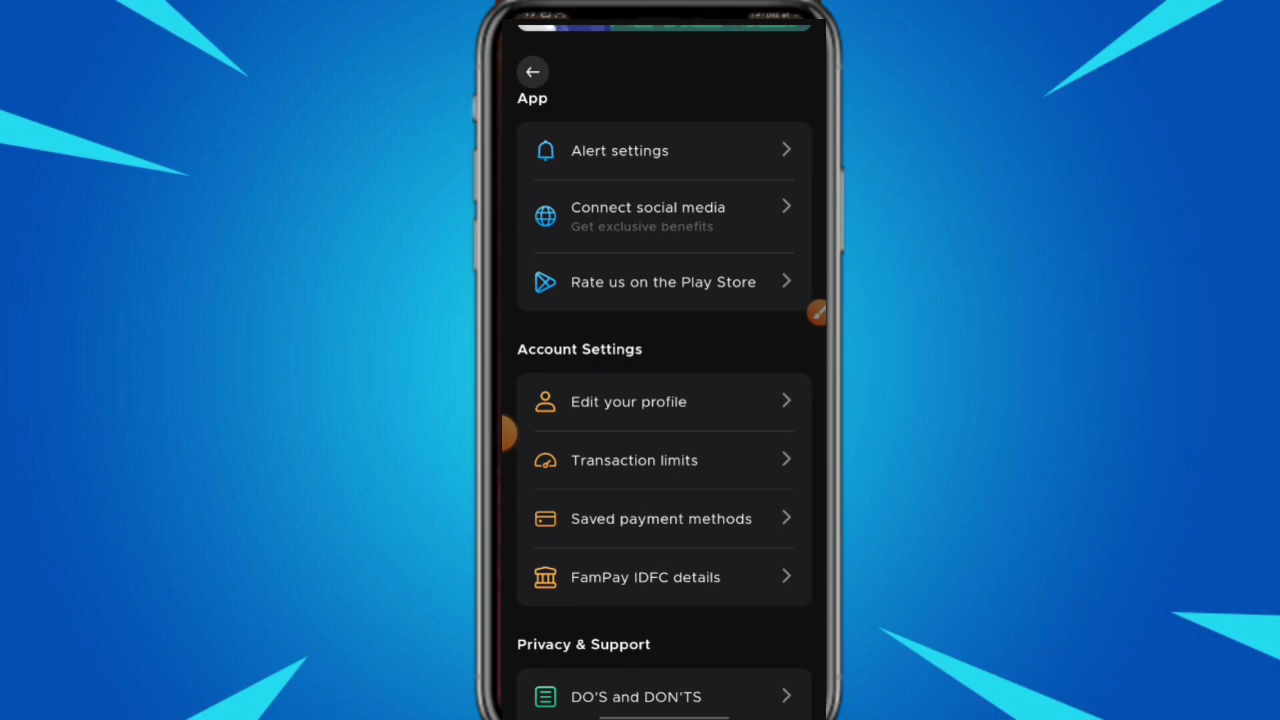 App
Alert settings
Connect social media
Get exclusive benefits
Rate us on the Play Store
Account Settings
Edit your profile
Transaction limits
Saved payment methods
FamPay IDFC details
Privacy & Support
DO'S and DON'TS